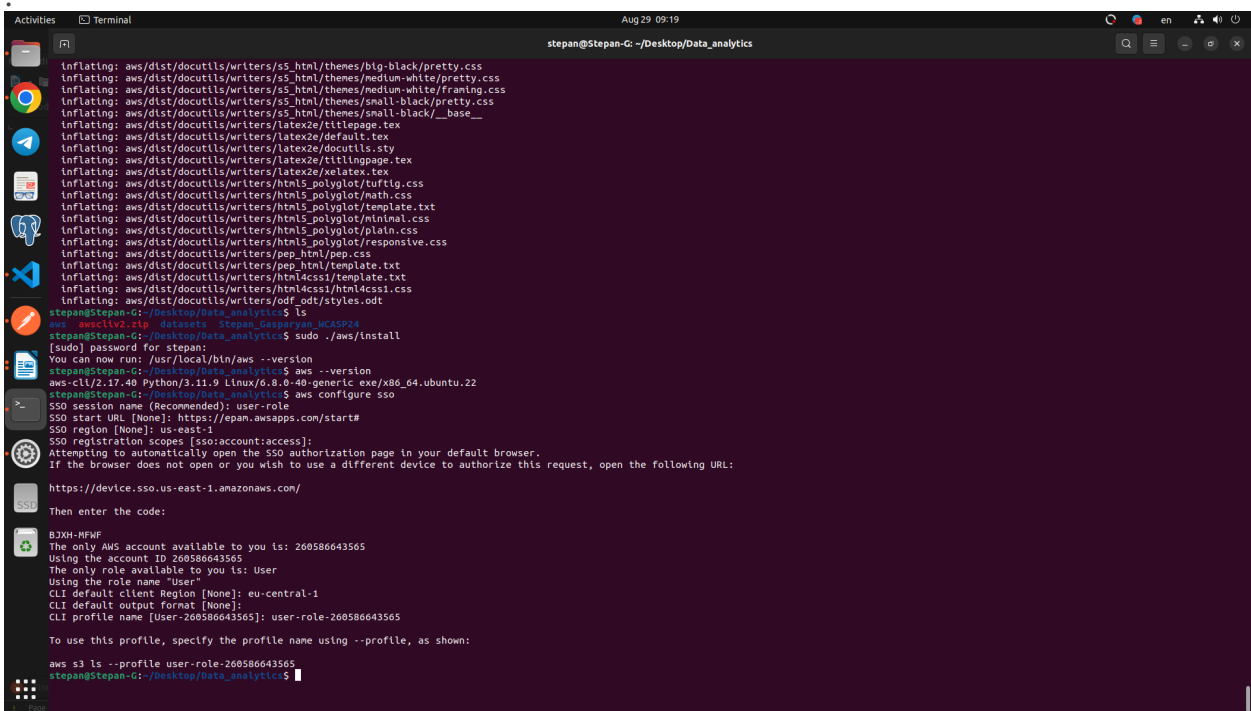 Activities
Terminal
Aug 29 09:19
en
stepan@Stepan-G: ~/Desktop/Data_analytics
inflating: aws/dist/docutils/writers/s5_html/themes/big-black/pretty.css
inflating: aws/dist/docutils/writers/s5_html/themes/medium-white/pretty.css
inflating: aws/dist/docutils/writers/s5_html/themes/medium-white/framing.css
inflating: aws/dist/docutils/writers/s5_html/themes/small-black/pretty.css
inflating: aws/dist/docutils/writers/s5_html/themes/small-black/__base__
inflating: aws/dist/docutils/writers/latex2e/titlepage.tex
inflating: aws/dist/docutils/writers/latex2e/default.tex
inflating: aws/dist/docutils/writers/latex2e/docutils.sty
inflating: aws/dist/docutils/writers/latex2e/titlingpage.tex
inflating: aws/dist/docutils/writers/latex2e/xelatex.tex
inflating: aws/dist/docutils/writers/html5_polyglot/tuftig.css
inflating: aws/dist/docutils/writers/html5_polyglot/math.css
inflating: aws/dist/docutils/writers/html5_polyglot/template.txt
inflating: aws/dist/docutils/writers/html5_polyglot/minimal.css
inflating: aws/dist/docutils/writers/html5_polyglot/plain.css
inflating: aws/dist/docutils/writers/html5_polyglot/responsive.css
inflating: aws/dist/docutils/writers/pep_html/pep.css
inflating: aws/dist/docutils/writers/pep_html/template.txt
inflating: aws/dist/docutils/writers/html4css1/template.txt
inflating: aws/dist/docutils/writers/html4css1/html4css1.css
inflating: aws/dist/docutils/writers/odf_odt/styles.odt
stepan@Stepan-G:~/Desktop/Data_analytics$ ls
aws awscliv2.zip datasets Stepan_Gasparyan_WCASP24
stepan@Stepan-G:~/Desktop/Data_analytics$ sudo ./aws/install
[sudo] password for stepan:
You can now run: /usr/local/bin/aws --version
stepan@Stepan-G:~/Desktop/Data_analytics$ aws --version
aws-cli/2.17.40 Python/3.11.9 Linux/6.8.0-40-generic exe/x86_64.ubuntu.22
stepan@Stepan-G:~/Desktop/Data_analytics$ aws configure sso
SSO session name (Recommended): user-role
SSO start URL [None]: https://epam.awsapps.com/start#
SSO region [None]: us-east-1
SSO registration scopes [sso:account:access]:
Attempting to automatically open the SSO authorization page in your default browser.
If the browser does not open or you wish to use a different device to authorize this request, open the following URL:
https://device.sso.us-east-1.amazonaws.com/
Then enter the code:
BJXH-MFWF
The only AWS account available to you is: 260586643565
Using the account ID 260586643565
The only role available to you is: User
Using the role name "User"
CLI default client Region [None]: eu-central-1
CLI default output format [None]:
CLI profile name [User-260586643565]: user-role-260586643565
To use this profile, specify the profile name using --profile, as shown:
aws s3 ls --profile user-role-260586643565
stepan@Stepan-G:~/Desktop/Data_analytics$
SSD
Page